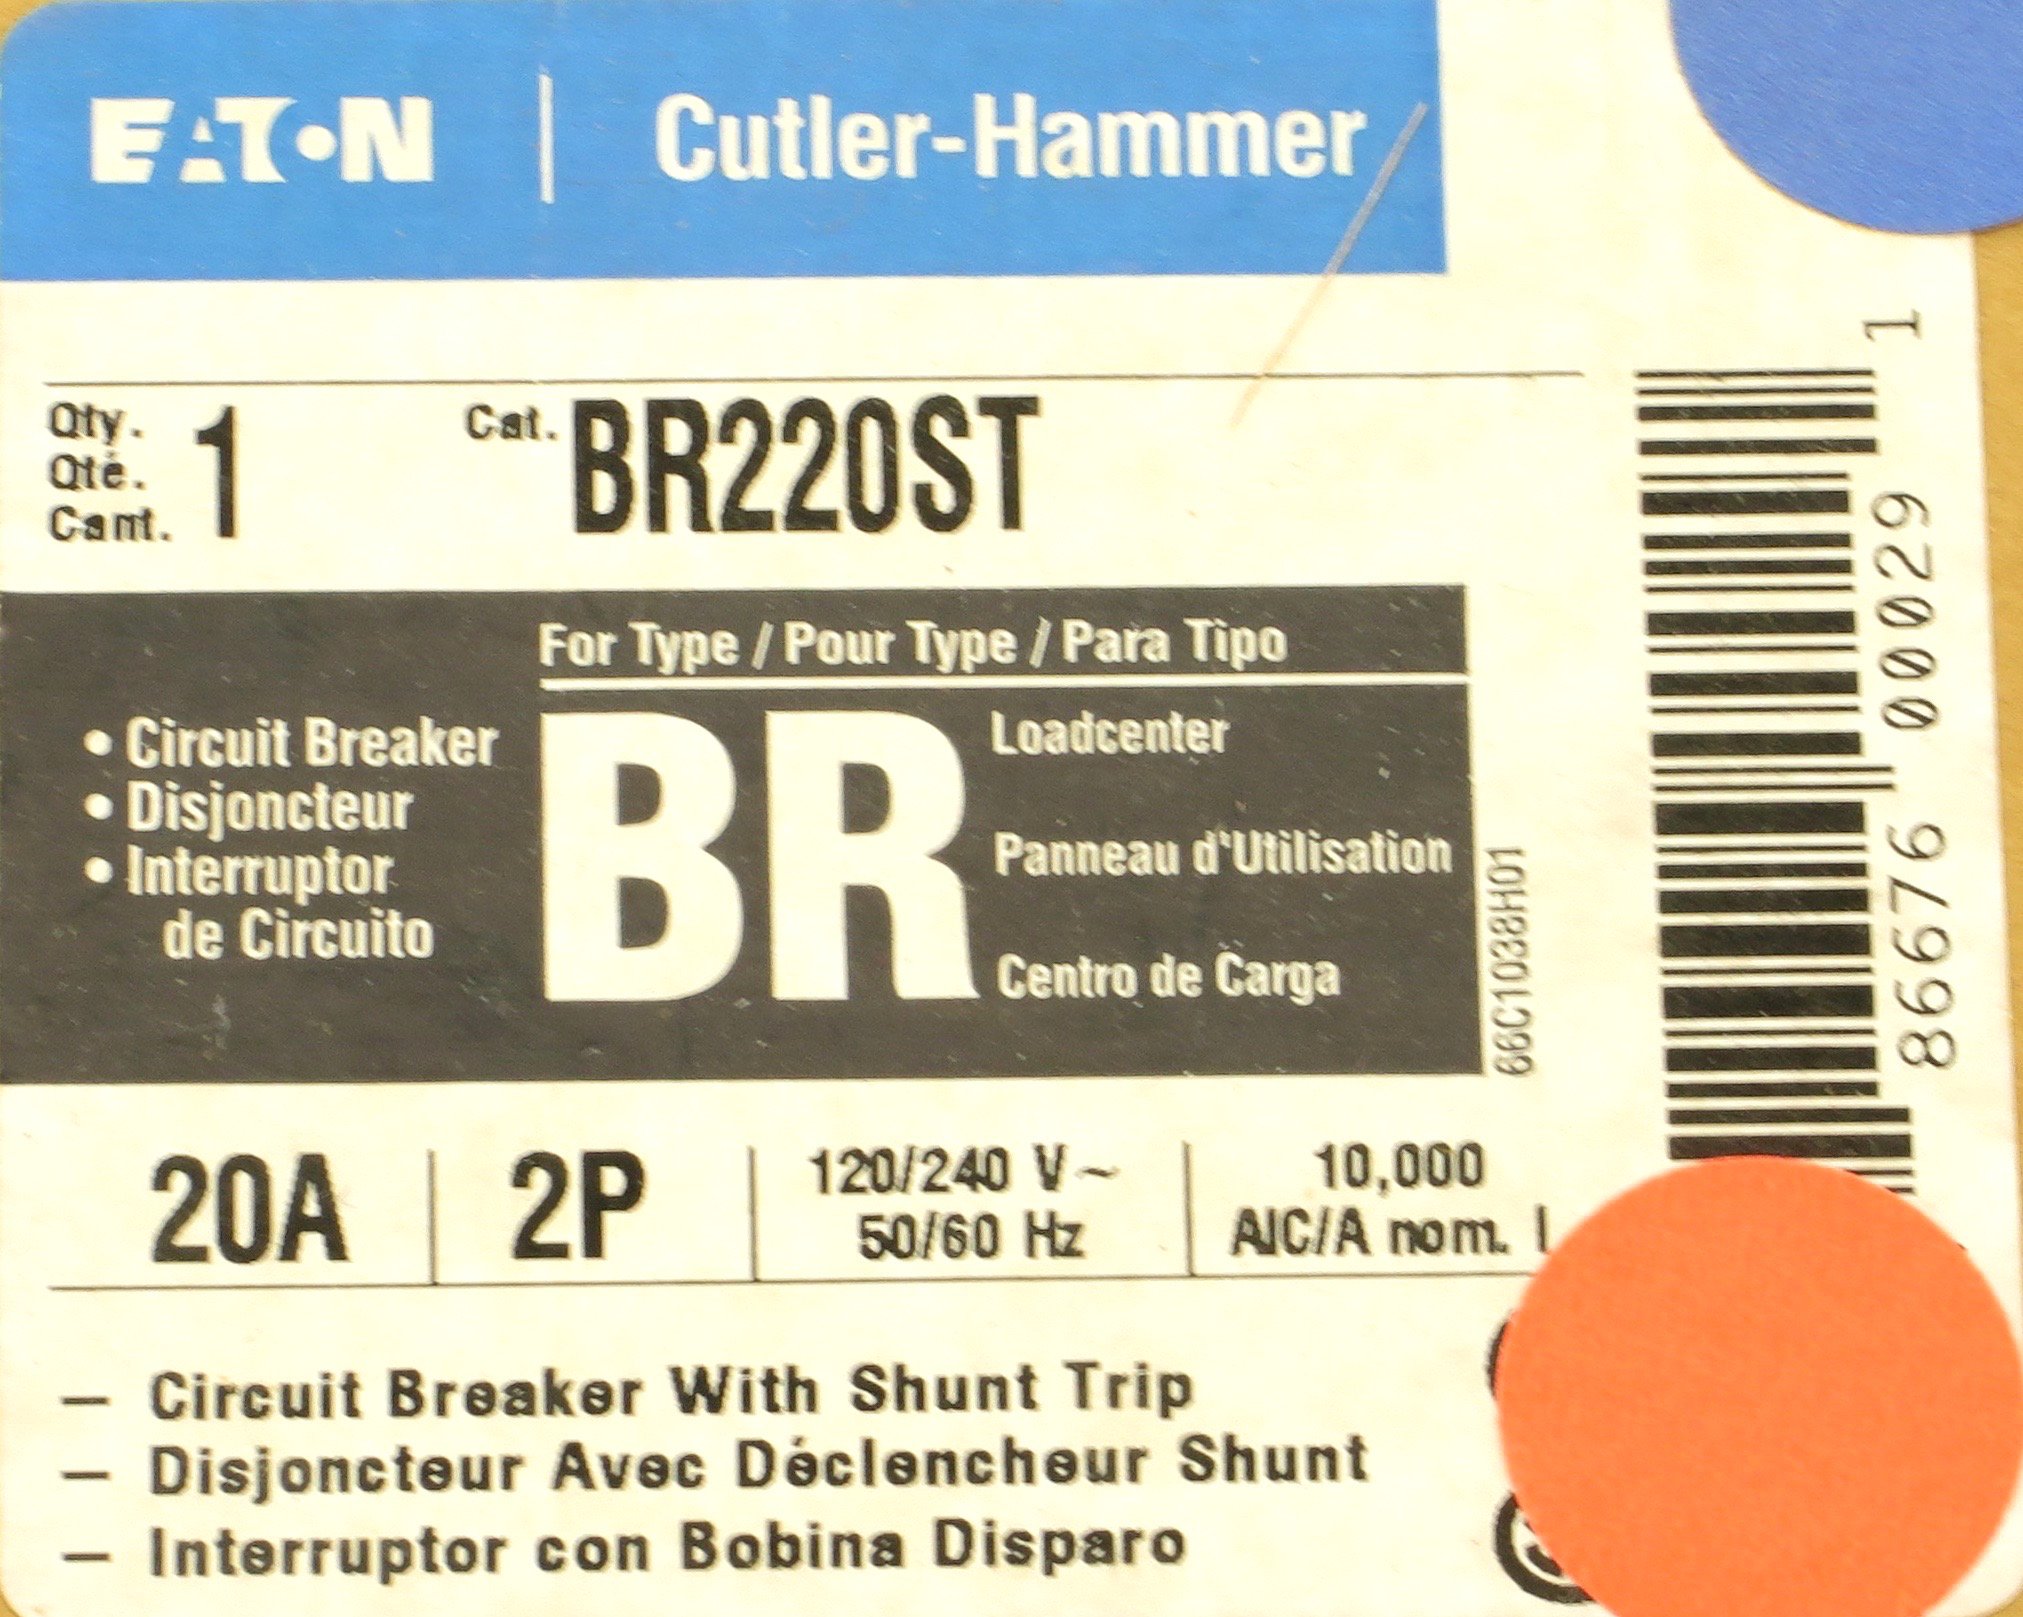 EATON | Cutler-Hammer
Qty. 1
Qté.
Cant.
Cat. BR220ST
For Type / Pour Type / Para Tipo
• Circuit Breaker
• Disjoncteur
• Interruptor
de Circuito
BR
Loadcenter
Panneau d'Utilisation
Centro de Carga
66C1038H01
20A
2P
120/240 V~
50/60 Hz
10,000
AIC/A nom. I
— Circuit Breaker With Shunt Trip
— Disjoncteur Avec Déclencheur Shunt
— Interruptor con Bobina Disparo
86676 00029 1